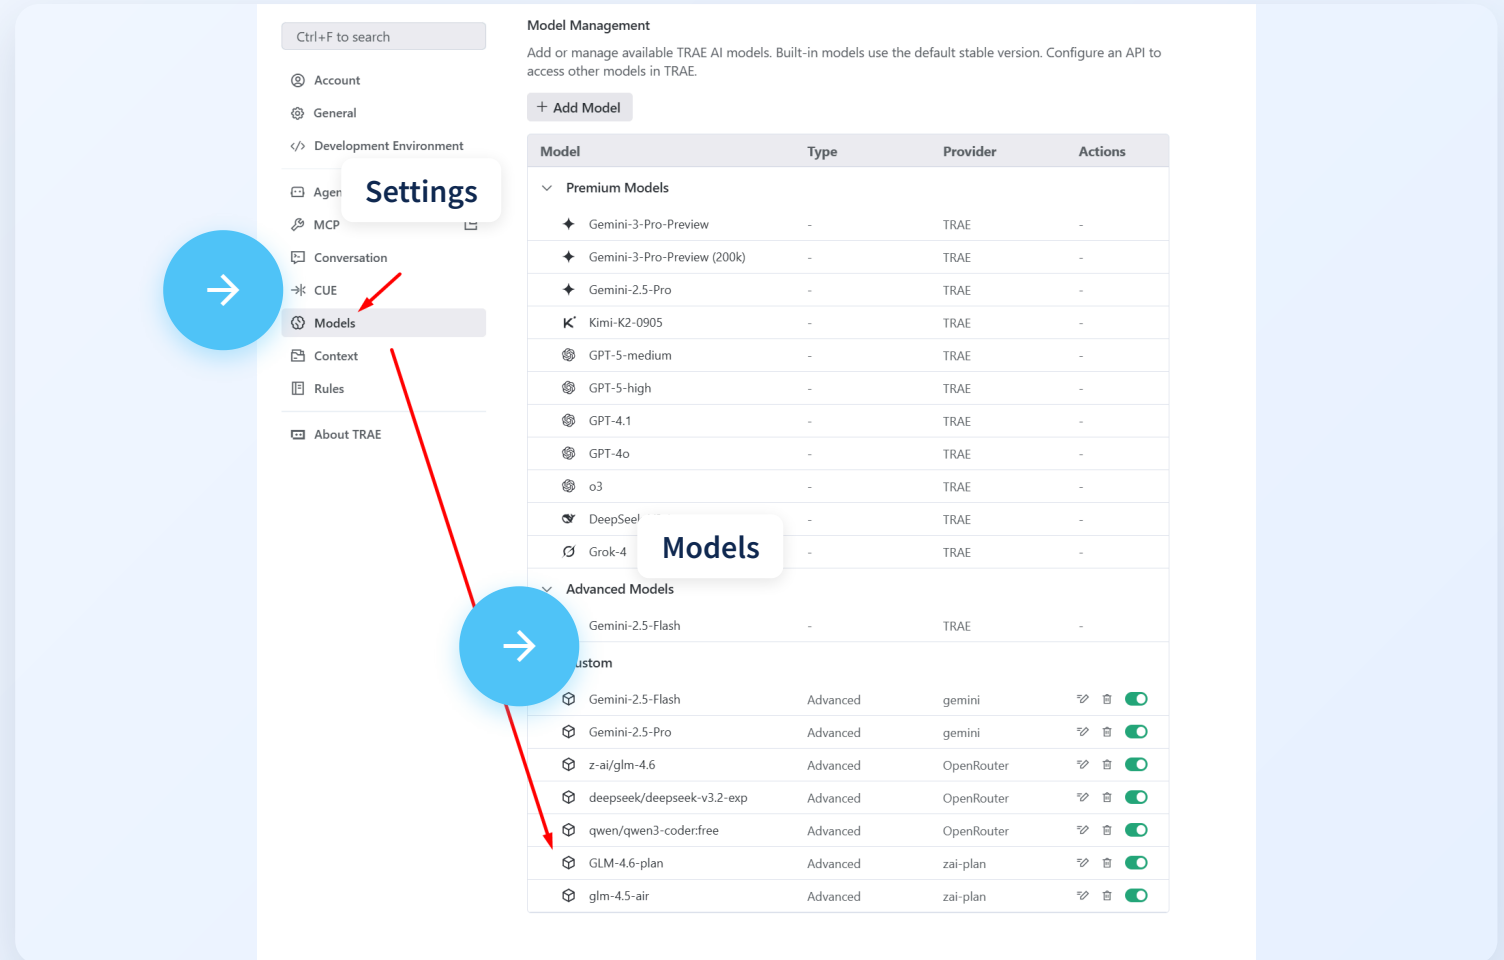 Ctrl+F to search
Account
General
Development Environment
Settings
MCP
Conversation
CUE
Models
Context
Rules
About TRAE
Model Management
Add or manage available TRAE AI models. Built-in models use the default stable version. Configure an API to
access other models in TRAE.
+ Add Model
Model Type Provider Actions
Premium Models
Gemini-3-Pro-Preview - TRAE -
Gemini-3-Pro-Preview (200k) - TRAE -
Gemini-2.5-Pro - TRAE -
Kimi-K2-0905 - TRAE -
GPT-5-medium - TRAE -
GPT-5-high - TRAE -
GPT-4.1 - TRAE -
GPT-4o - TRAE -
o3 - TRAE -
- TRAE -
Grok-4 - TRAE -
Models
Advanced Models
Gemini-2.5-Flash - TRAE -
ustom
Gemini-2.5-Flash Advanced gemini
Gemini-2.5-Pro Advanced gemini
z-ai/glm-4.6 Advanced OpenRouter
deepseek/deepseek-v3.2-exp Advanced OpenRouter
qwen/qwen3-coder:free Advanced OpenRouter
GLM-4.6-plan Advanced zai-plan
glm-4.5-air Advanced zai-plan